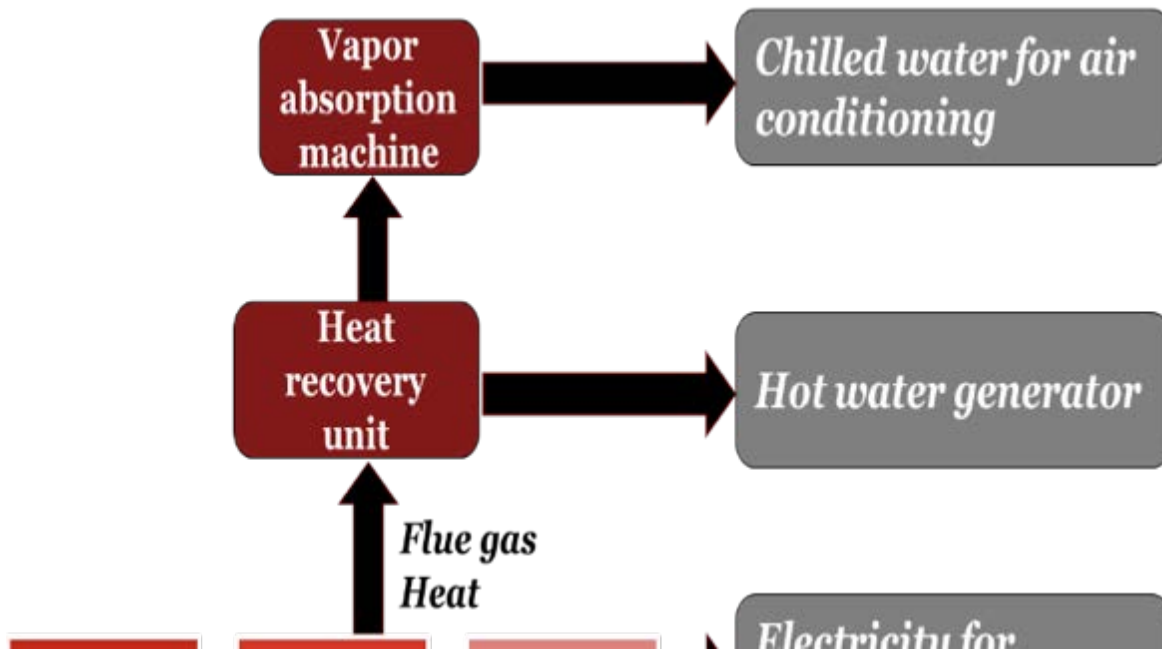 Vapor
absorption
machine
Chilled water for air
conditioning
Heat
recovery
unit
Hot water generator
Flue gas
Heat
Electricity for